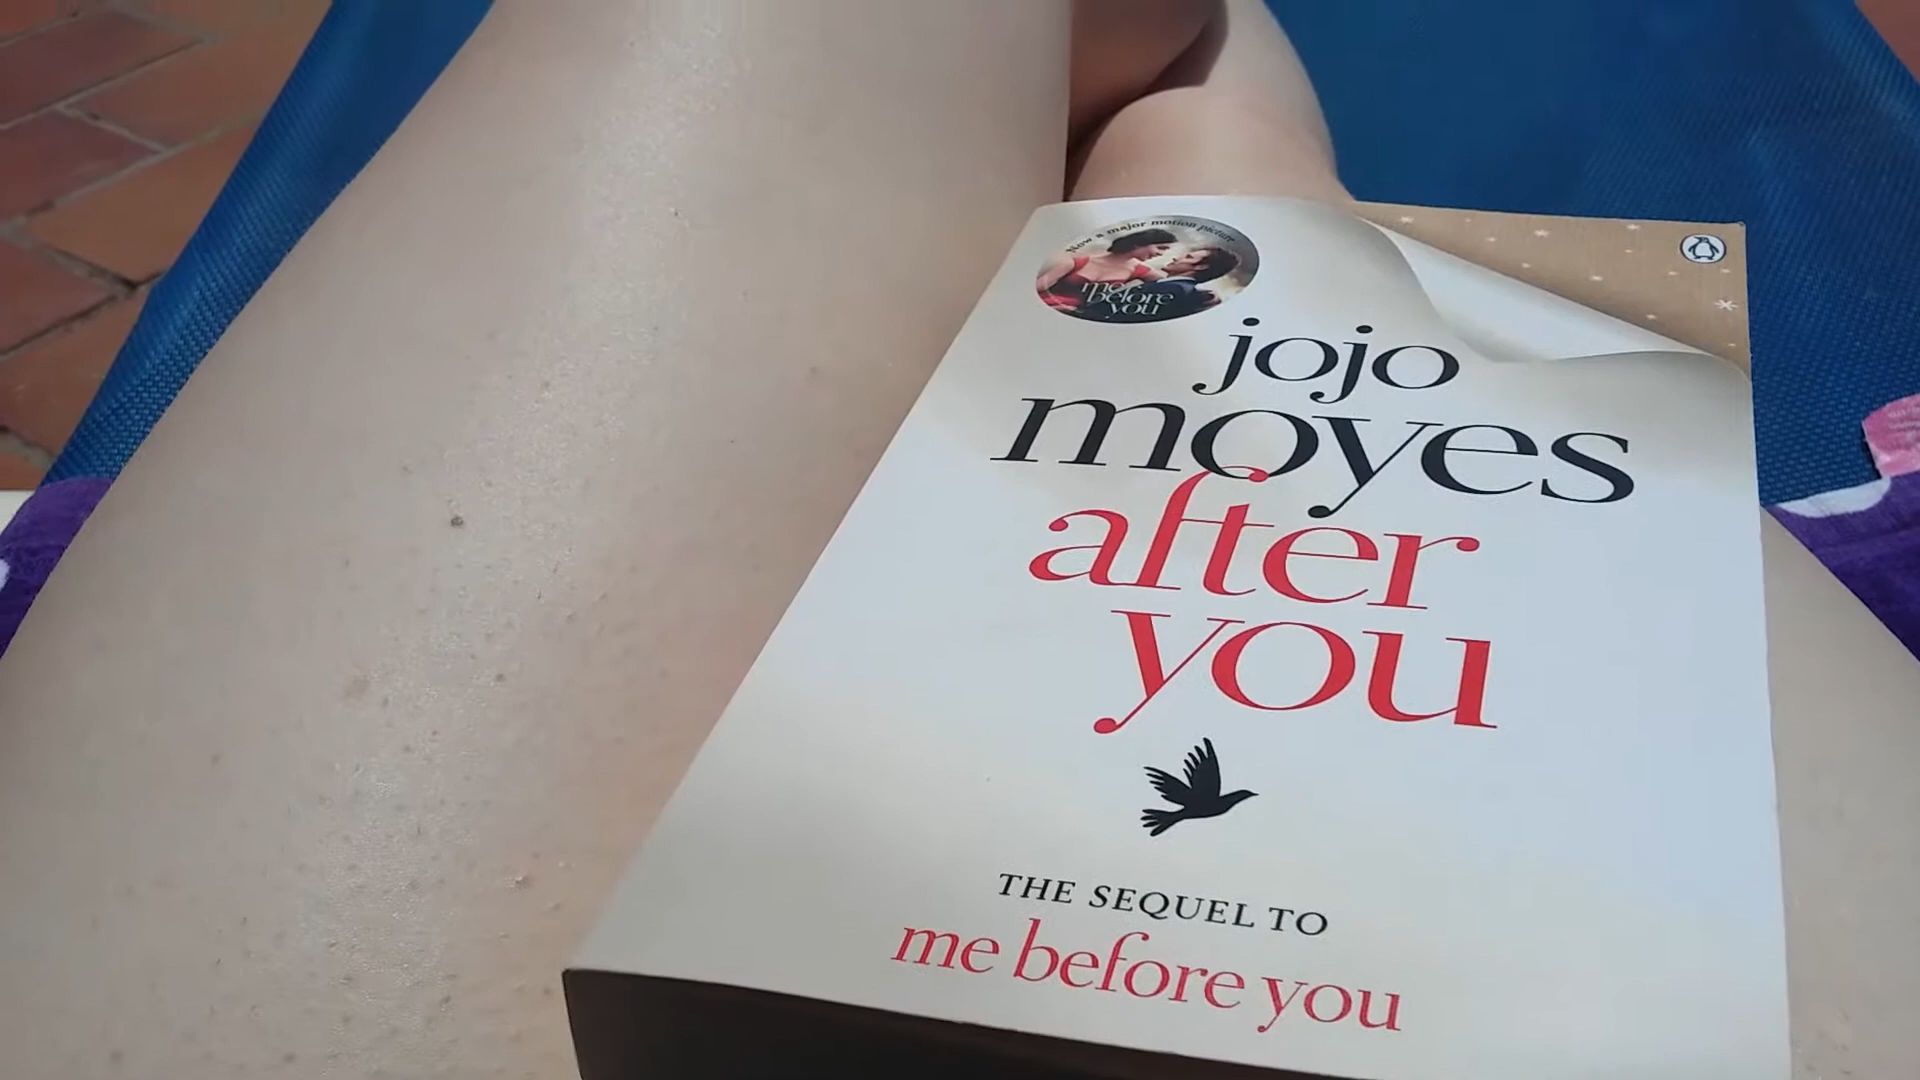 Now a major motion picture
me
before
you
jojo
moyes
after
you
THE SEQUEL TO
me before you